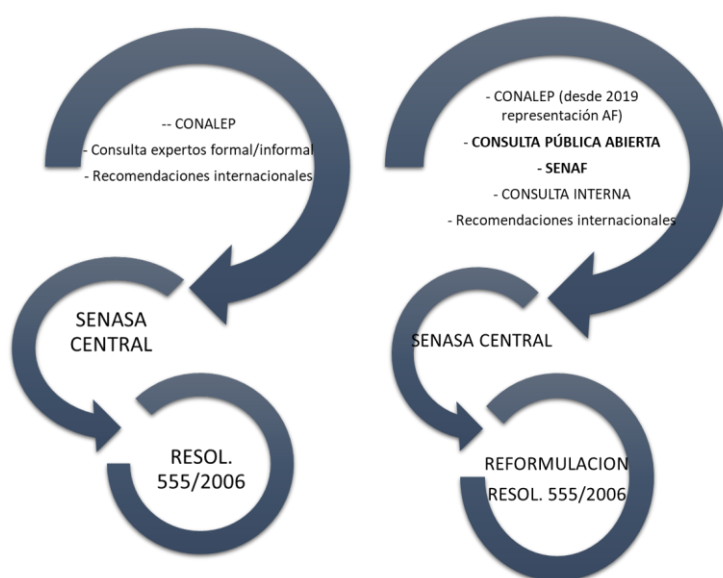 -- CONALEP
- Consulta expertos formal/informal
- Recomendaciones internacionales
SENASA
CENTRAL
RESOL.
555/2006
- CONALEP (desde 2019
representación AF)
- CONSULTA PÚBLICA ABIERTA
- SENAF
- CONSULTA INTERNA
- Recomendaciones internacionales
SENASA CENTRAL
REFORMULACION
RESOL. 555/2006